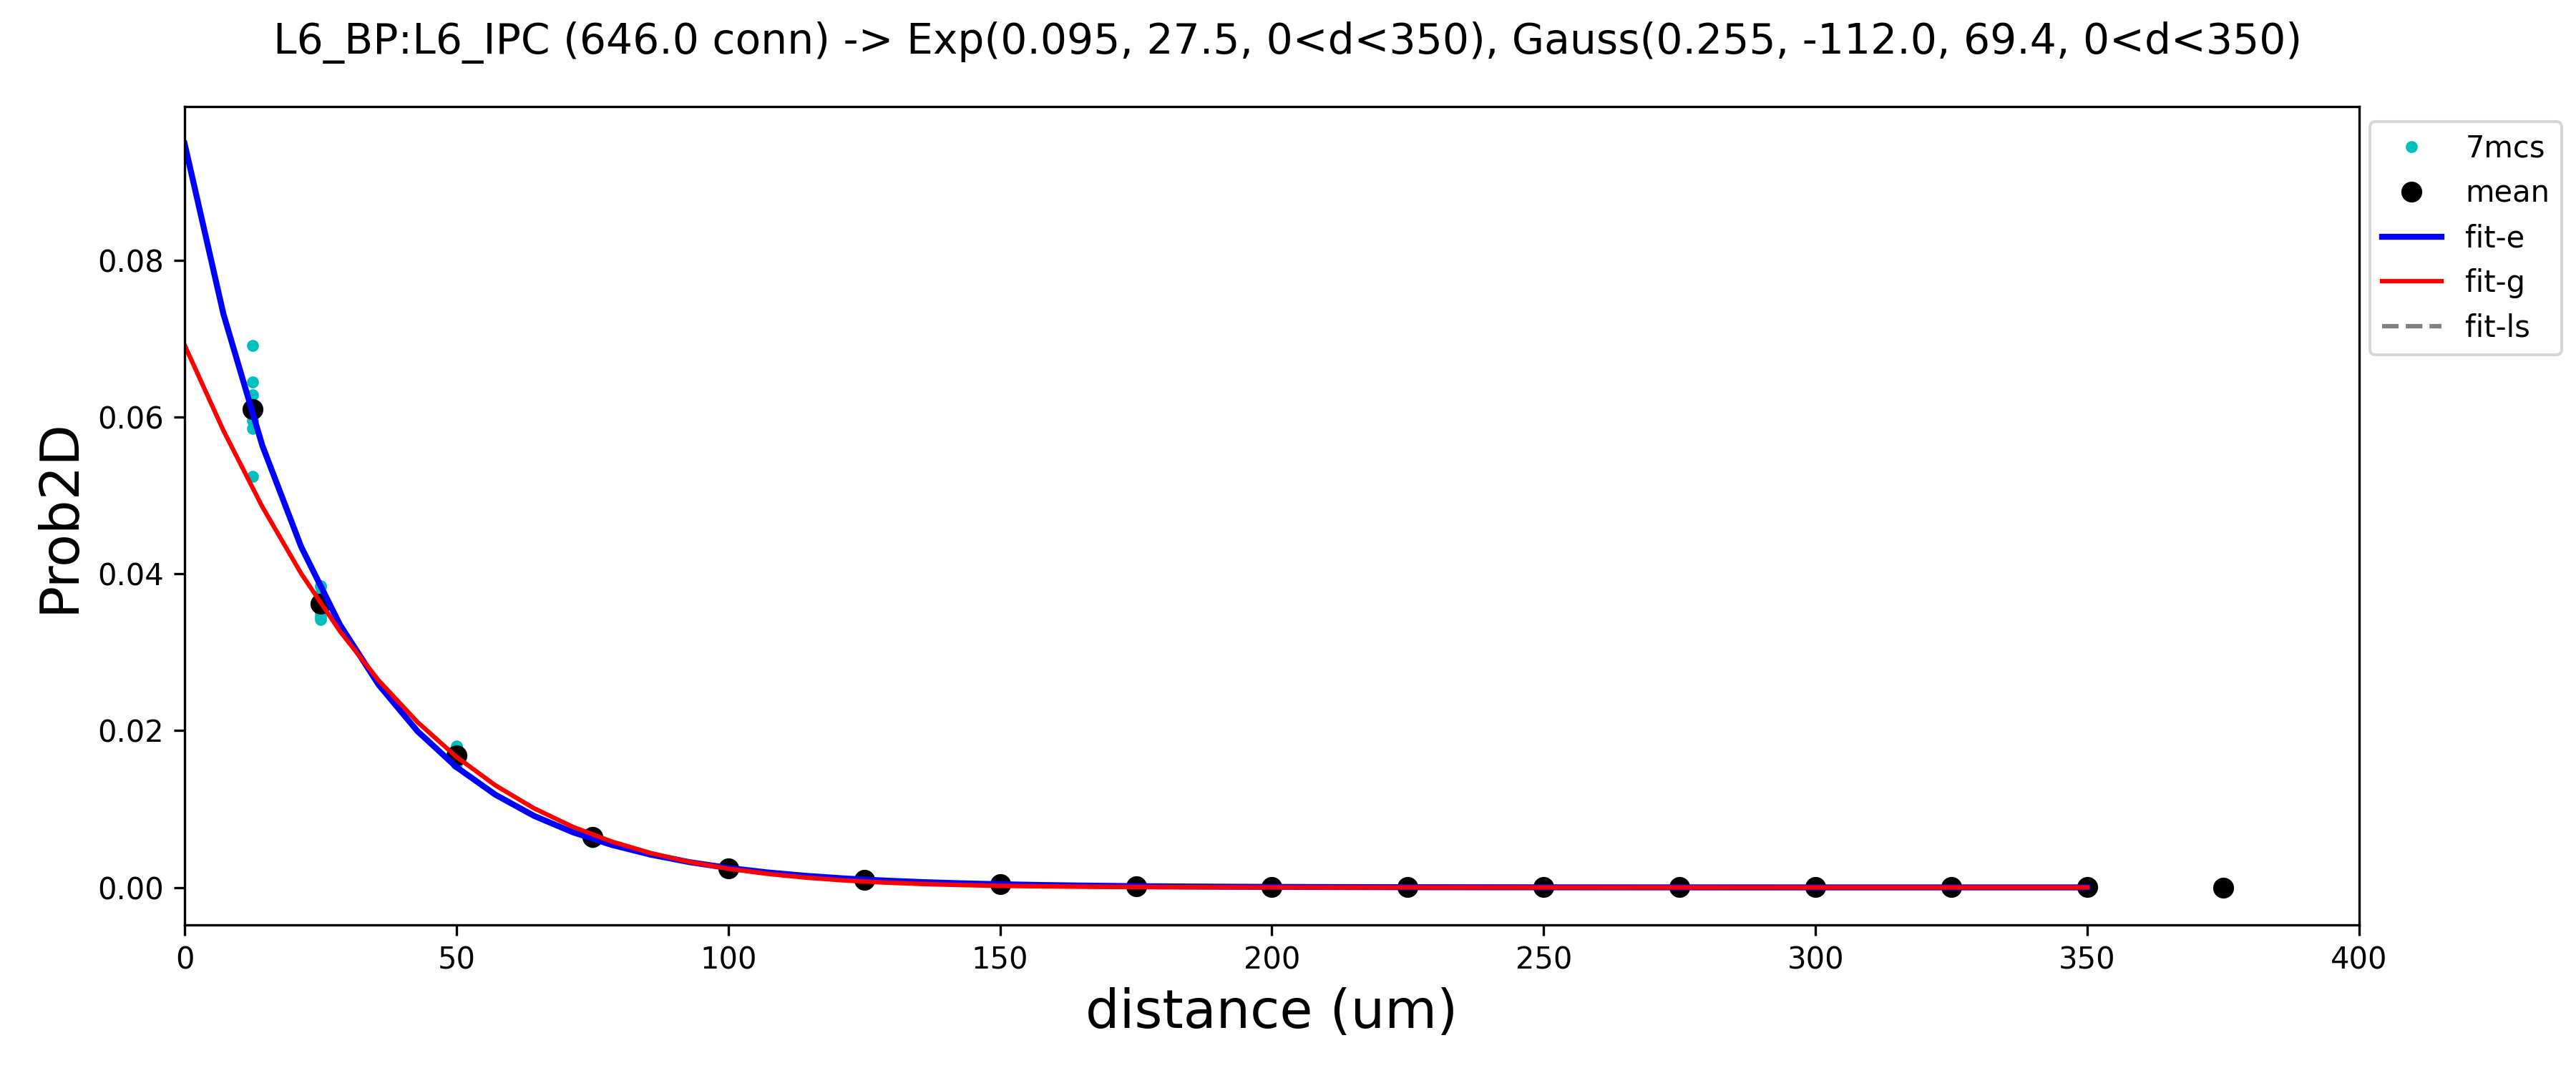 L6_BP:L6_IPC (646.0 conn) -> Exp(0.095, 27.5, 0<d<350), Gauss(0.255, -112.0, 69.4, 0<d<350)
7mcs
mean
fit-e
fit-g
fit-ls
Prob2D
0.08
0.06
0.04
0.02
0.00
0 50 100 150 200 250 300 350 400
distance (um)